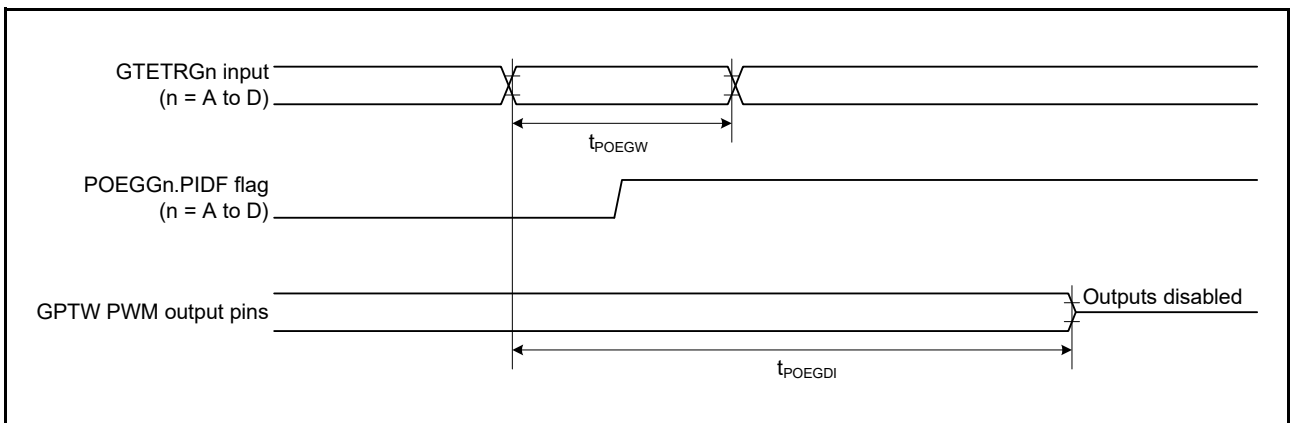 GTETRGn input
(n = A to D)
tPOEGW
POEGGn.PIDF flag
(n = A to D)
GPTW PWM output pins
Outputs disabled
tPOEGDI